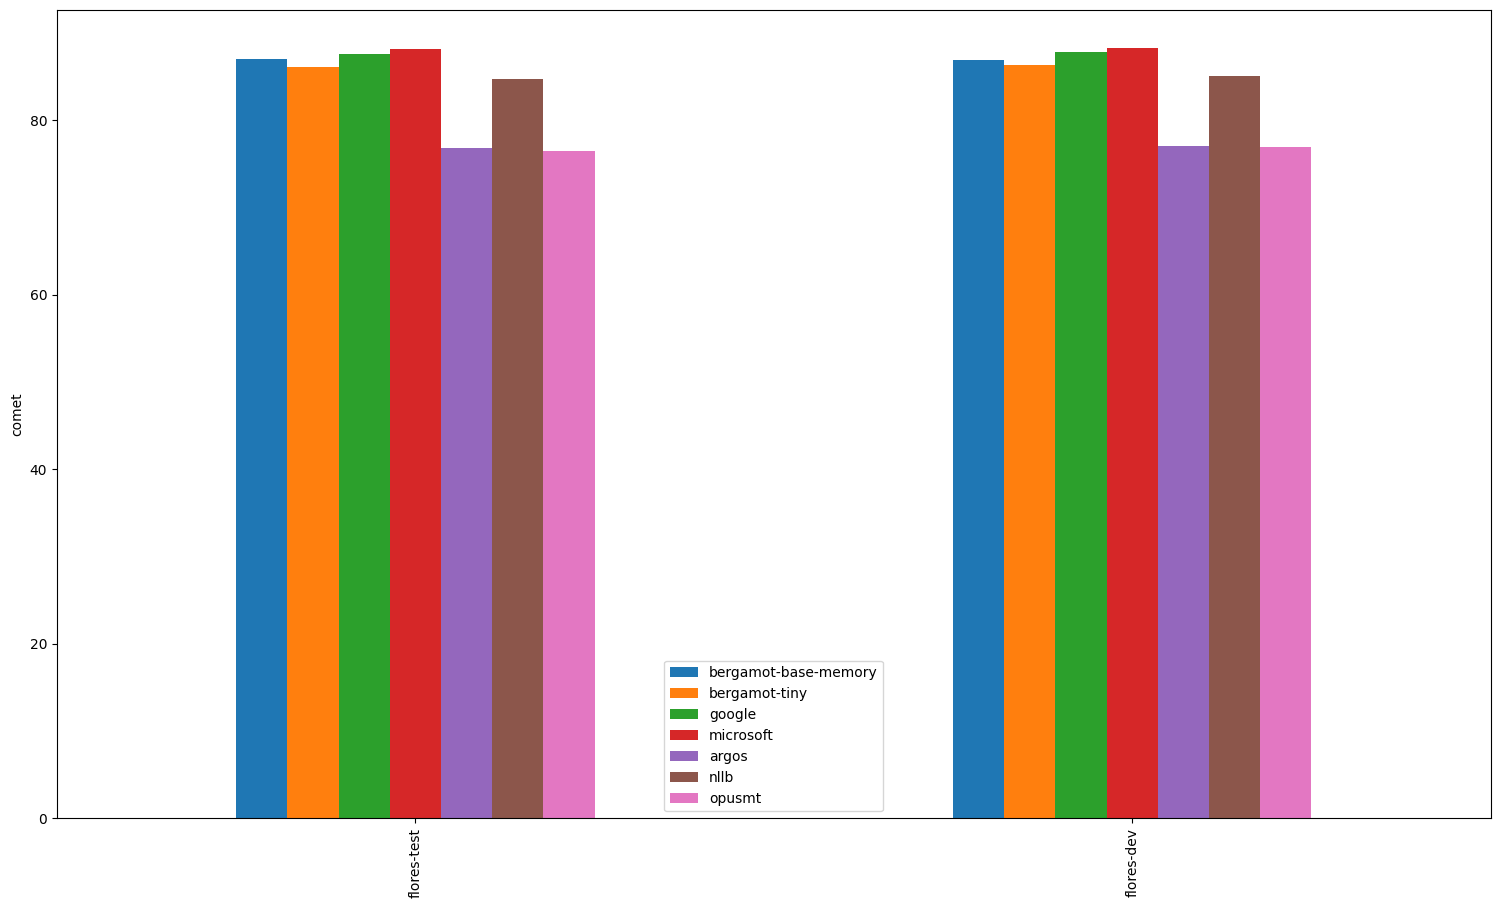 comet
80
60
40
20
0
bergamot-base-memory
bergamot-tiny
google
microsoft
argos
nllb
opusmt
flores-test
flores-dev